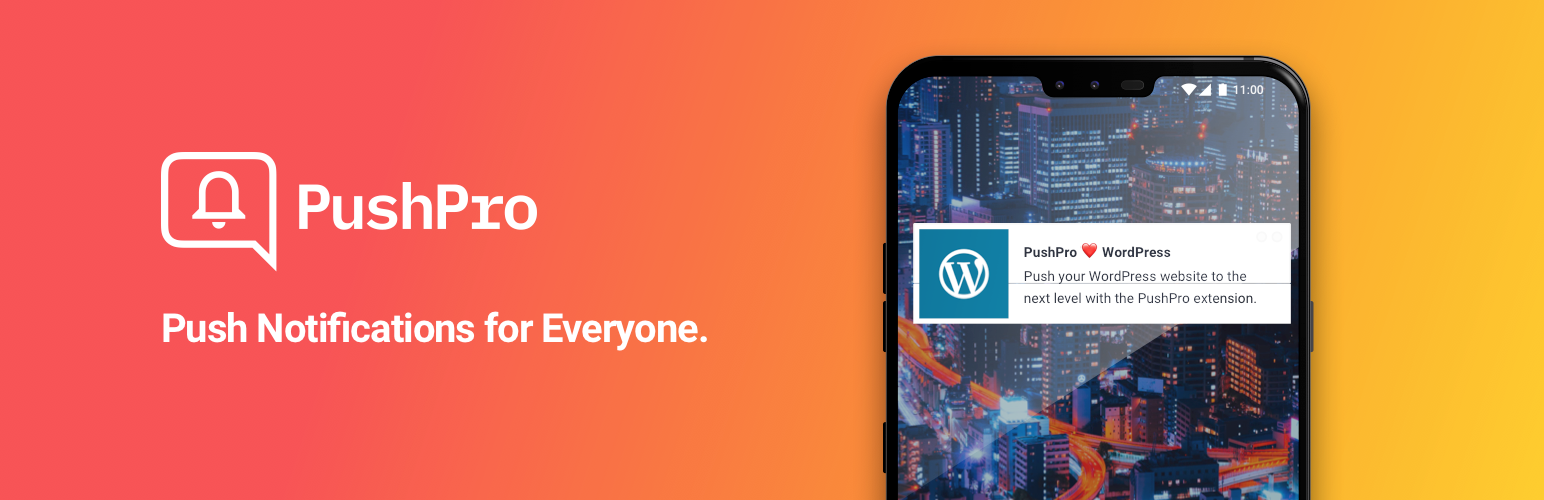 PushPro
Push Notifications for Everyone.
11:00
PushPro ❤️ WordPress
Push your WordPress website to the
next level with the PushPro extension.